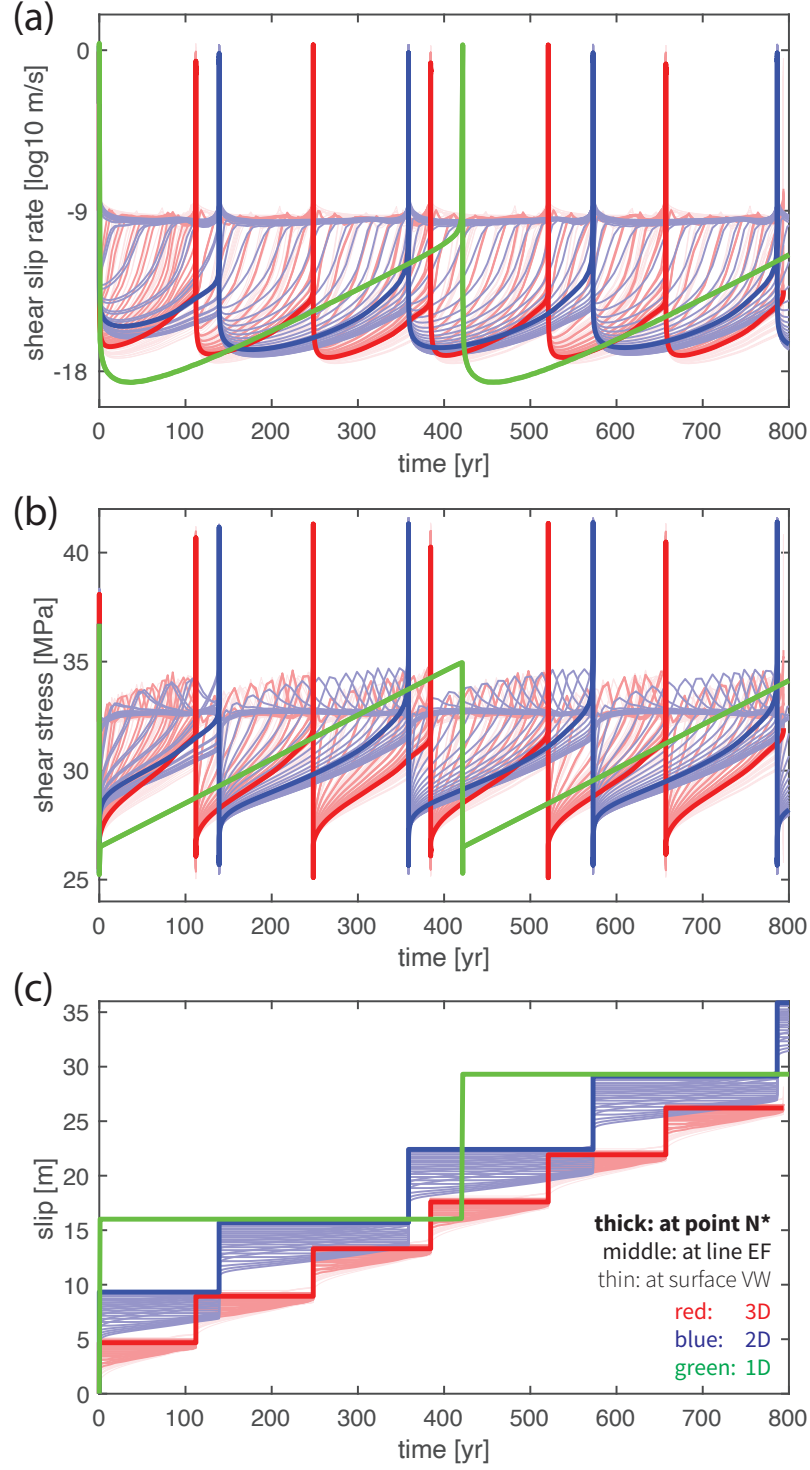 (a)
0
-9
-18
shear slip rate [log10 m/s]
0 100 200 300 400 500 600 700 800
time [yr]
(b)
40
35
30
25
shear stress [MPa]
0 100 200 300 400 500 600 700 800
time [yr]
(c)
35
30
25
20
15
10
5
0
slip [m]
thick: at point N*
middle: at line EF
thin: at surface VW
red: 3D
blue: 2D
green: 1D
0 100 200 300 400 500 600 700 800
time [yr]